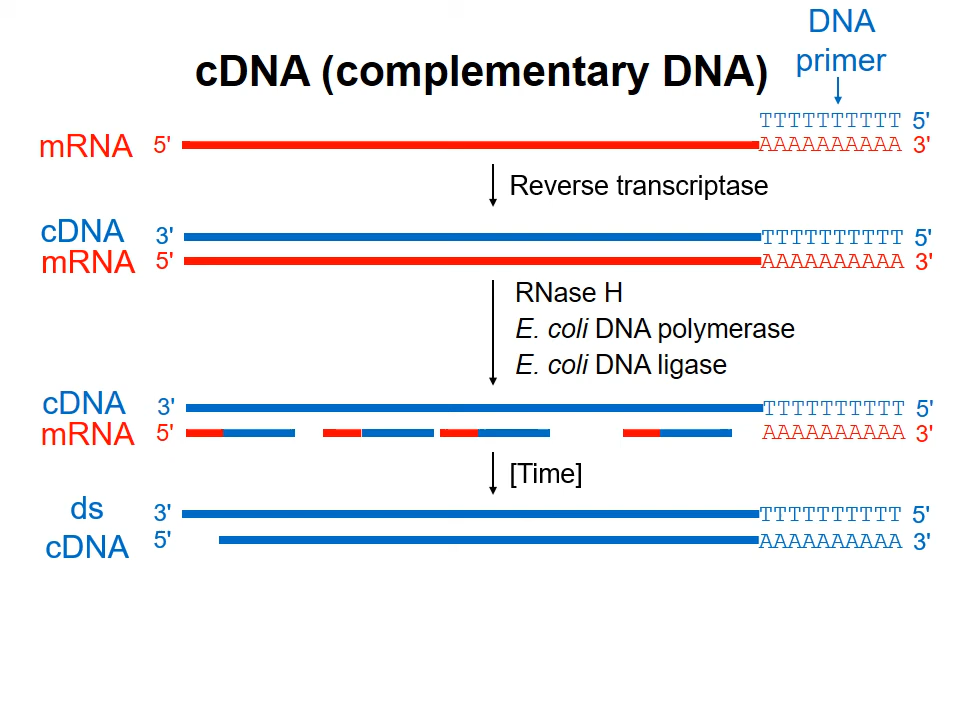 DNA
primer
cDNA (complementary DNA)
TTTTTTTTTT 5'
mRNA 5' AAAAAAAAAA 3'
Reverse transcriptase
cDNA 3' TTTTTTTTTT 5'
mRNA 5' AAAAAAAAAA 3'
RNase H
E. coli DNA polymerase
E. coli DNA ligase
cDNA 3' TTTTTTTTTT 5'
mRNA 5' AAAAAAAAAA 3'
[Time]
ds 3' TTTTTTTTTT 5'
cDNA 5' AAAAAAAAAA 3'